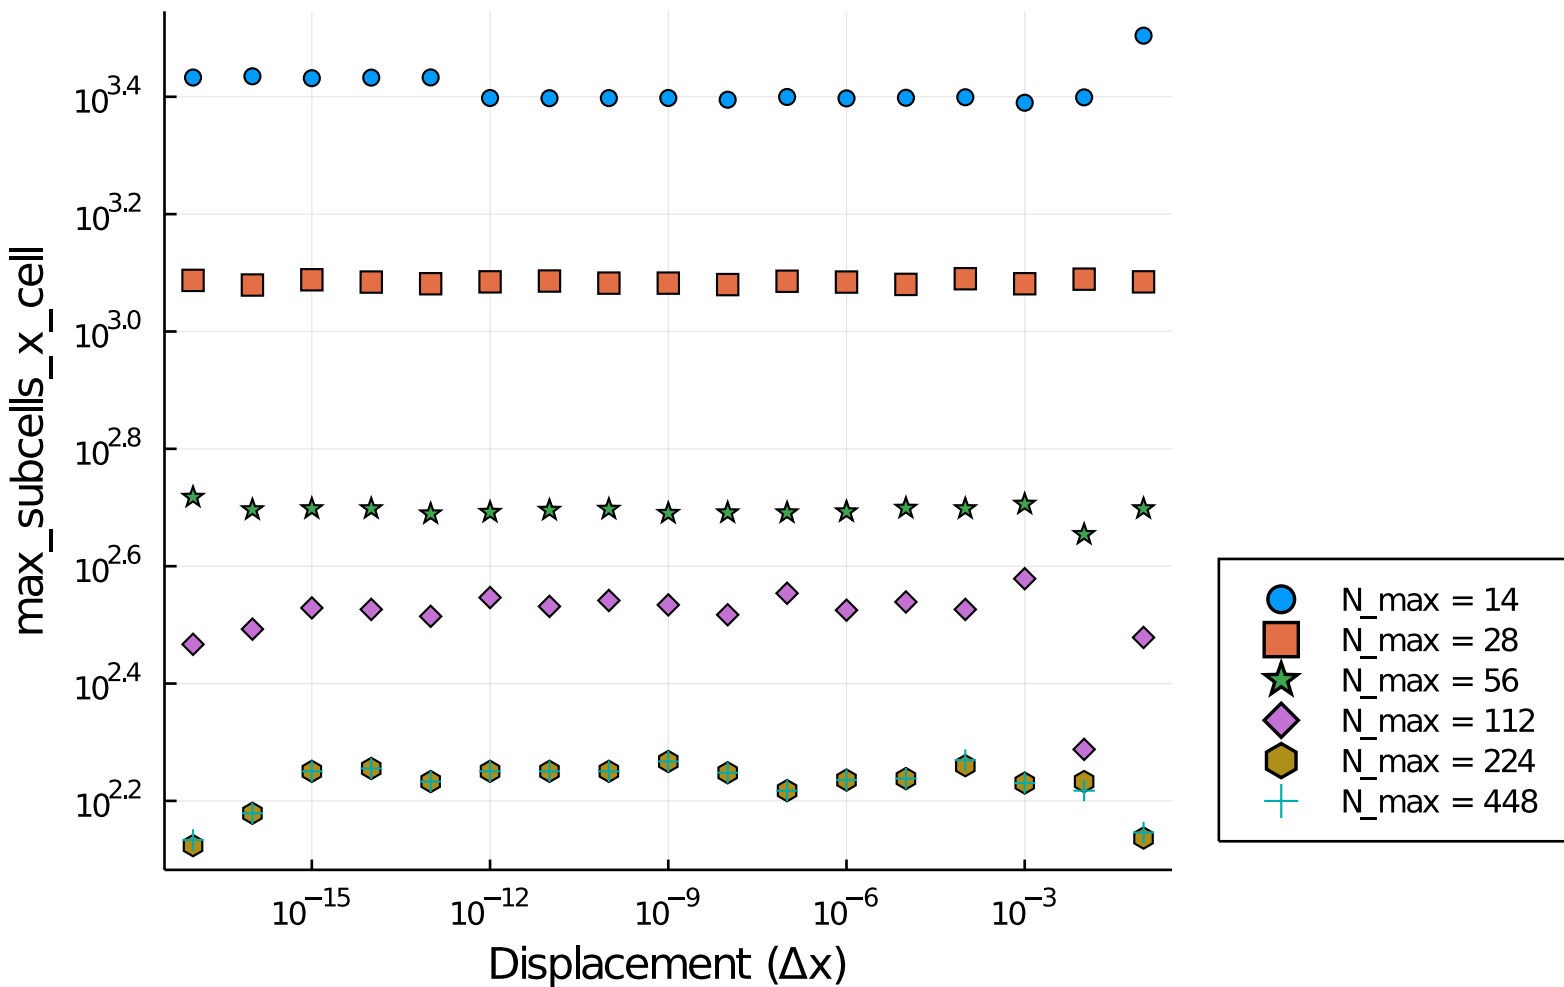 max_subcells_x_cell
10^3.4
10^3.2
10^3.0
10^2.8
10^2.6
10^2.4
10^2.2
10^−15 10^−12 10^−9 10^−6 10^−3
Displacement (Δx)
N_max = 14
N_max = 28
N_max = 56
N_max = 112
N_max = 224
N_max = 448